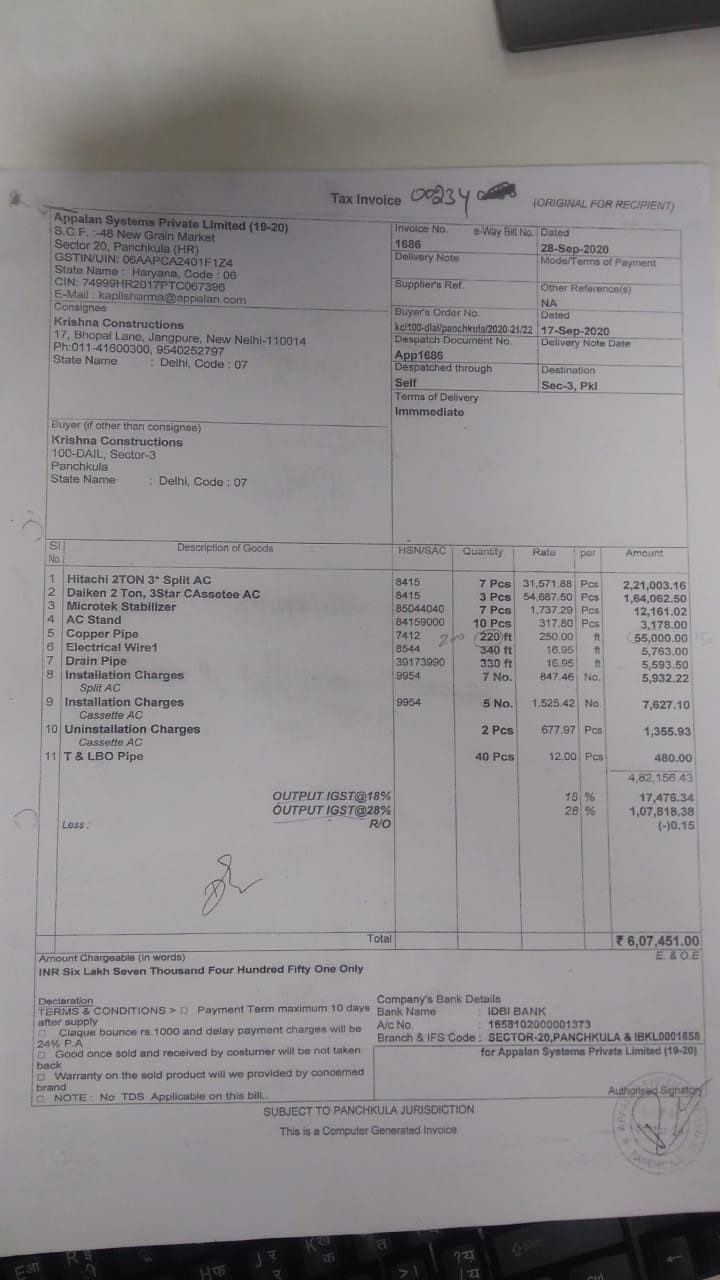 Tax Invoice 00234
(ORIGINAL FOR RECIPIENT)
Appalan Systems Private Limited (19-20)
S.C.F. :-48 New Grain Market
Sector 20, Panchkula (HR)
GSTIN/UIN: 06AAPCA2401F1Z4
State Name : Haryana, Code : 06
CIN: 74999HR2017PTC067396
E-Mail : kapilsharma@appalan.com
Consignee
Krishna Constructions
17, Bhopal Lane, Jangpure, New Nelhi-110014
Ph:011-41600300, 9540252797
State Name : Delhi, Code : 07
Buyer (if other than consignee)
Krishna Constructions
100-DAIL, Sector-3
Panchkula
State Name : Delhi, Code : 07
Invoice No. e-Way Bill No. Dated
1686 28-Sep-2020
Delivery Note Mode/Terms of Payment
Supplier's Ref. Other Reference(s)
NA
Buyer's Order No. Dated
kc/100-dial/panchkula/2020-21/22 17-Sep-2020
Despatch Document No. Delivery Note Date
App1686
Despatched through Destination
Self Sec-3, Pkl
Terms of Delivery
Immmediate
Sl No. Description of Goods HSN/SAC Quantity Rate per Amount
1 Hitachi 2TON 3* Split AC 8415 7 Pcs 31,571.88 Pcs 2,21,003.16
2 Daiken 2 Ton, 3Star CAssetee AC 8415 3 Pcs 54,687.50 Pcs 1,64,062.50
3 Microtek Stabilizer 85044040 7 Pcs 1,737.29 Pcs 12,161.02
4 AC Stand 84159000 10 Pcs 317.80 Pcs 3,178.00
5 Copper Pipe 7412 200 220 ft 250.00 ft 55,000.00
6 Electrical Wire1 8544 340 ft 16.95 ft 5,763.00
7 Drain Pipe 39173990 330 ft 16.95 ft 5,593.50
8 Installation Charges 9954 7 No. 847.46 No. 5,932.22
Split AC
9 Installation Charges 9954 5 No. 1,525.42 No. 7,627.10
Cassette AC
10 Uninstallation Charges 2 Pcs 677.97 Pcs 1,355.93
Cassette AC
11 T & LBO Pipe 40 Pcs 12.00 Pcs 480.00
4,82,156.43
OUTPUT IGST@18% 18 % 17,476.34
OUTPUT IGST@28% 28 % 1,07,818.38
Less : R/O (-)0.15
Total ₹ 6,07,451.00
Amount Chargeable (in words) E. & O.E
INR Six Lakh Seven Thousand Four Hundred Fifty One Only
Declaration
TERMS & CONDITIONS > □ Payment Term maximum 10 days
after supply
□ Claque bounce rs.1000 and delay payment charges will be
24% P.A
□ Good once sold and received by costumer will be not taken
back
□ Warranty on the sold product will we provided by concerned
brand
□ NOTE : No TDS Applicable on this bill..
Company's Bank Details
Bank Name : IDBI BANK
A/c No. : 1658102000001373
Branch & IFS Code : SECTOR-20,PANCHKULA & IBKL0001658
for Appalan Systems Private Limited (19-20)
Authorised Signatory
SUBJECT TO PANCHKULA JURISDICTION
This is a Computer Generated Invoice